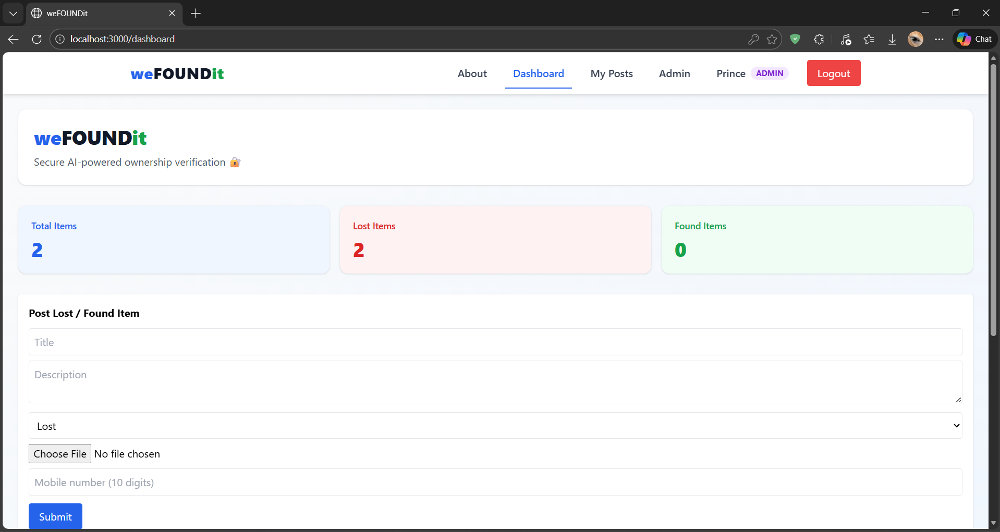 weFOUNDit
localhost:3000/dashboard
Chat
weFOUNDit
About
Dashboard
My Posts
Admin
Prince
ADMIN
Logout
weFOUNDit
Secure AI-powered ownership verification 🔐
Total Items
2
Lost Items
2
Found Items
0
Post Lost / Found Item
Title
Description
Lost
Choose File No file chosen
Mobile number (10 digits)
Submit